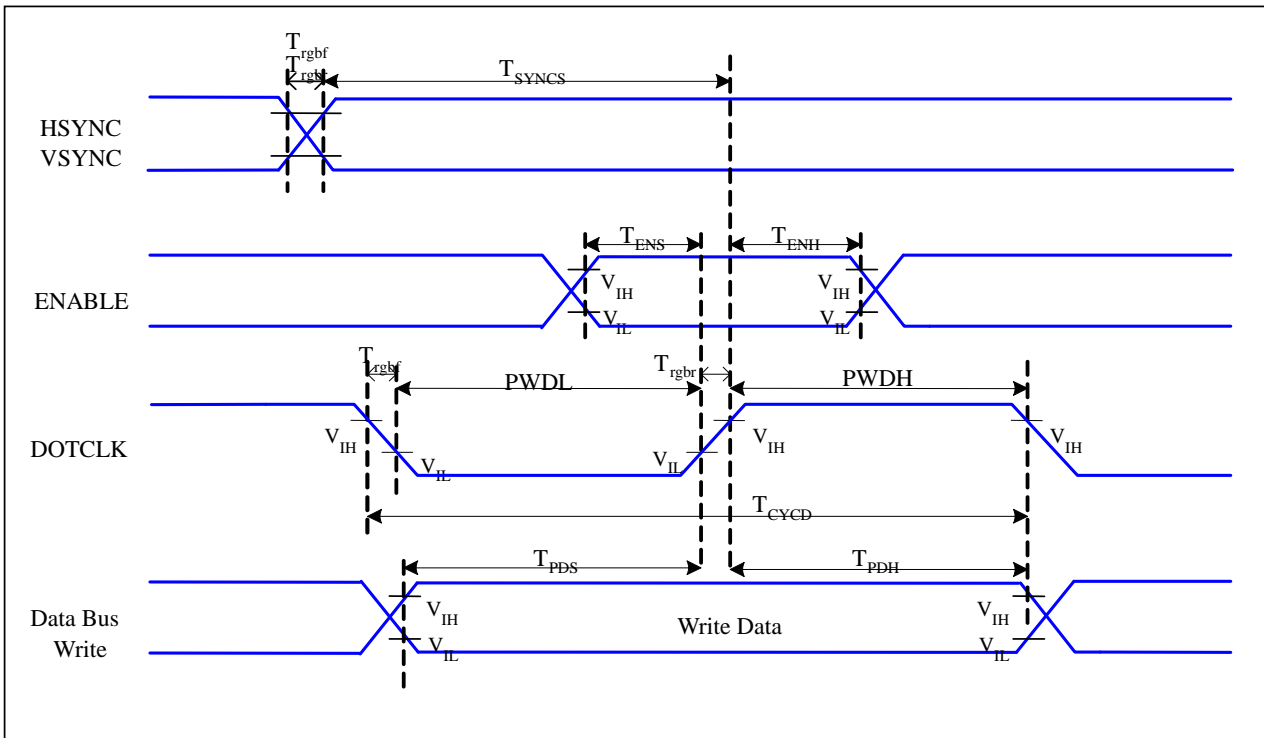 Trgbf
Trgbr
TSYNCS
HSYNC
VSYNC
TENS
TENH
VIH
VIH
ENABLE
VIL
VIL
Trgbf
Trgbr
PWDL
PWDH
VIH
VIH
VIH
DOTCLK
VIL
VIL
TCYCD
TPDS
TPDH
VIH
VIH
Data Bus
Write
Write Data
VIL
VIL